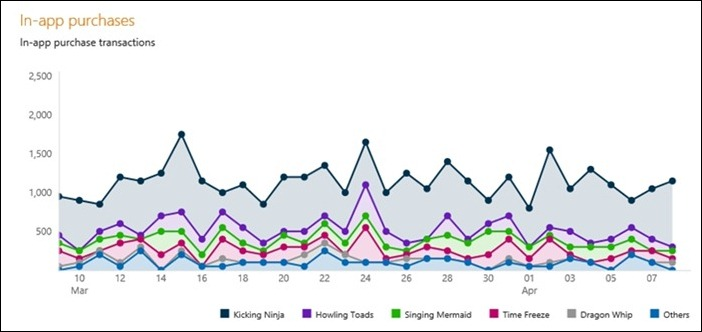 In-app purchases
In-app purchase transactions
2,500
2,000
1,500
1,000
500
10 12 14 16 18 20 22 24 26 28 30 01 03 05 07
Mar Apr
Kicking Ninja Howling Toads Singing Mermaid Time Freeze Dragon Whip Others